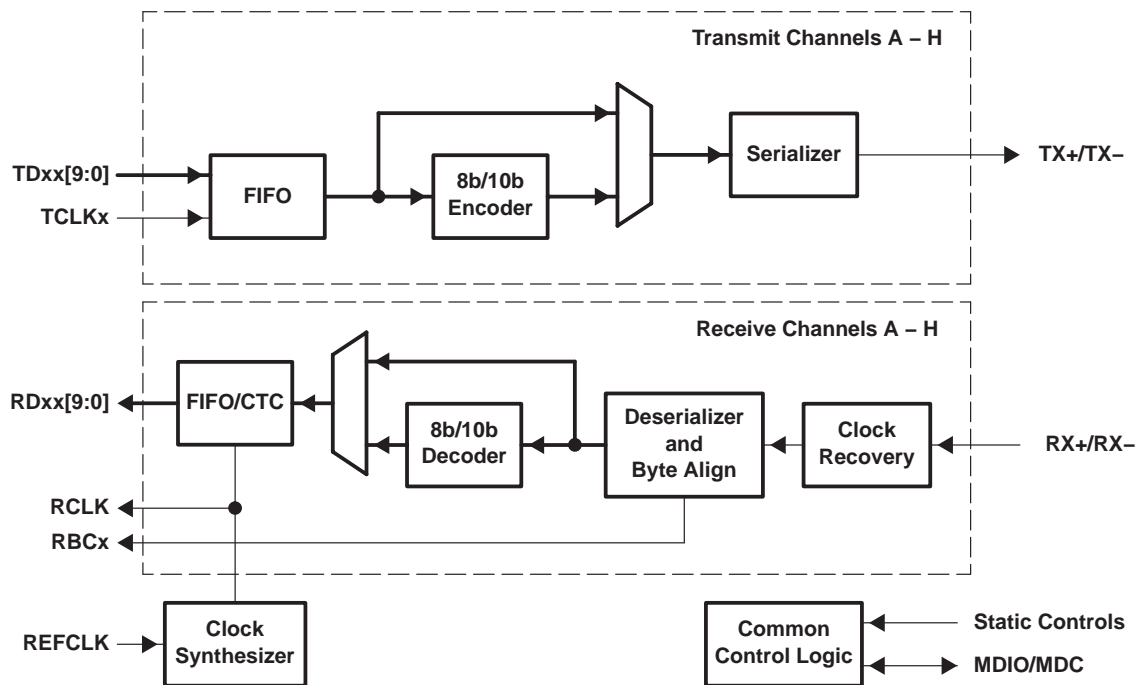 Transmit Channels A – H
TDxx[9:0]
TCLKx
FIFO
8b/10b
Encoder
Serializer
TX+/TX–
Receive Channels A – H
RDxx[9:0]
FIFO/CTC
8b/10b
Decoder
Deserializer
and
Byte Align
Clock
Recovery
RX+/RX–
RCLK
RBCx
REFCLK
Clock
Synthesizer
Common
Control Logic
Static Controls
MDIO/MDC